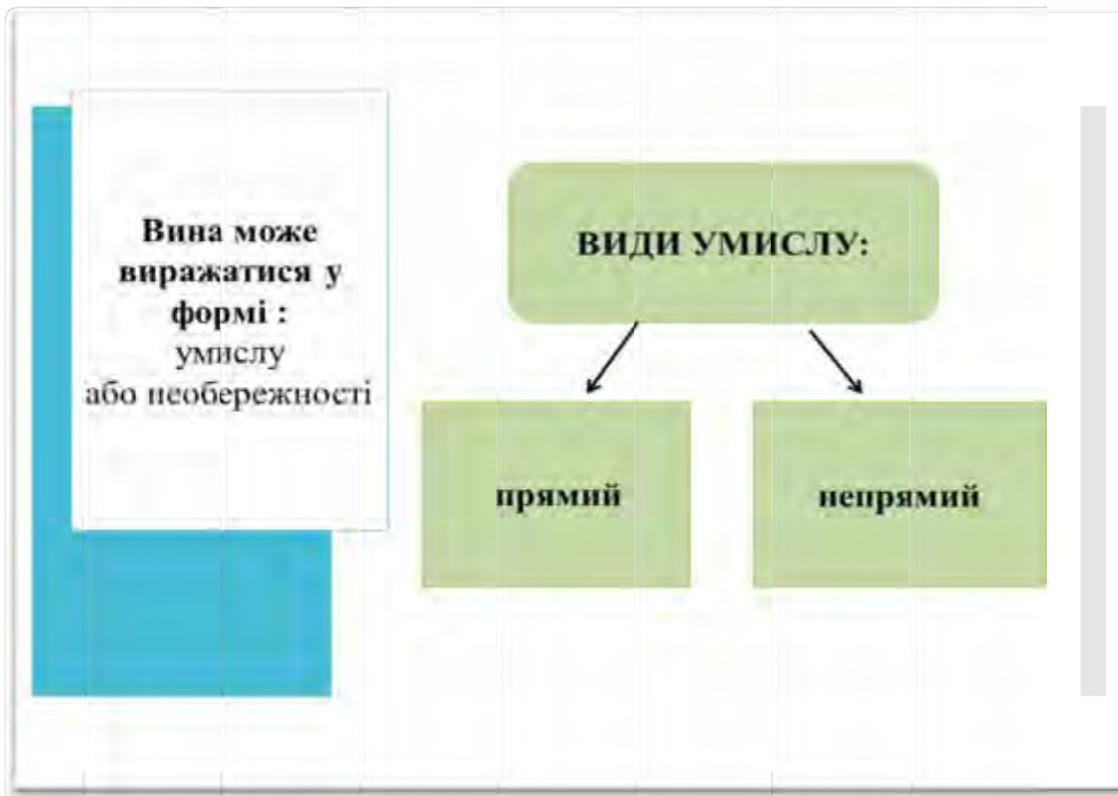 Вина може
виражатися у
формі :
умислу
або необережності
ВИДИ УМИСЛУ:
прямий
непрямий